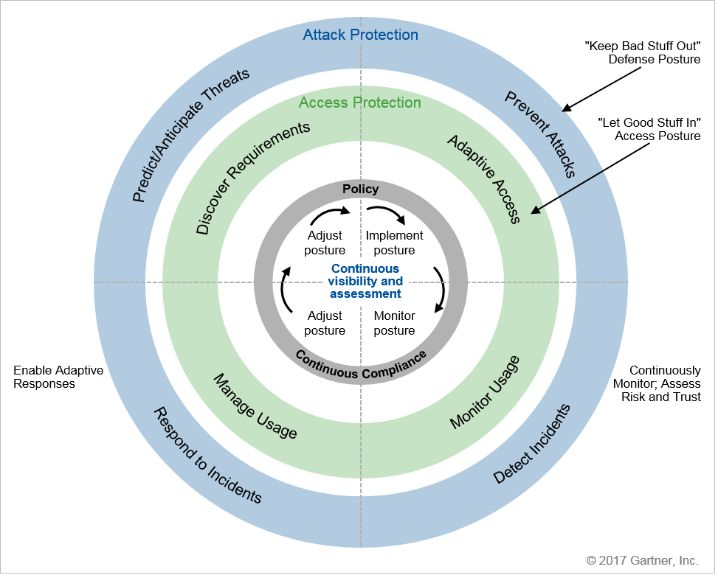 Attack Protection
"Keep Bad Stuff Out"
Defense Posture
Predict/Anticipate Threats
Prevent Attacks
Access Protection
"Let Good Stuff In"
Access Posture
Discover Requirements
Adaptive Access
Policy
Adjust
posture
Implement
posture
Continuous
visibility and
assessment
Adjust
posture
Monitor
posture
Continuous Compliance
Enable Adaptive
Responses
Continuously
Monitor; Assess
Risk and Trust
Manage Usage
Monitor Usage
Respond to Incidents
Detect Incidents
© 2017 Gartner, Inc.